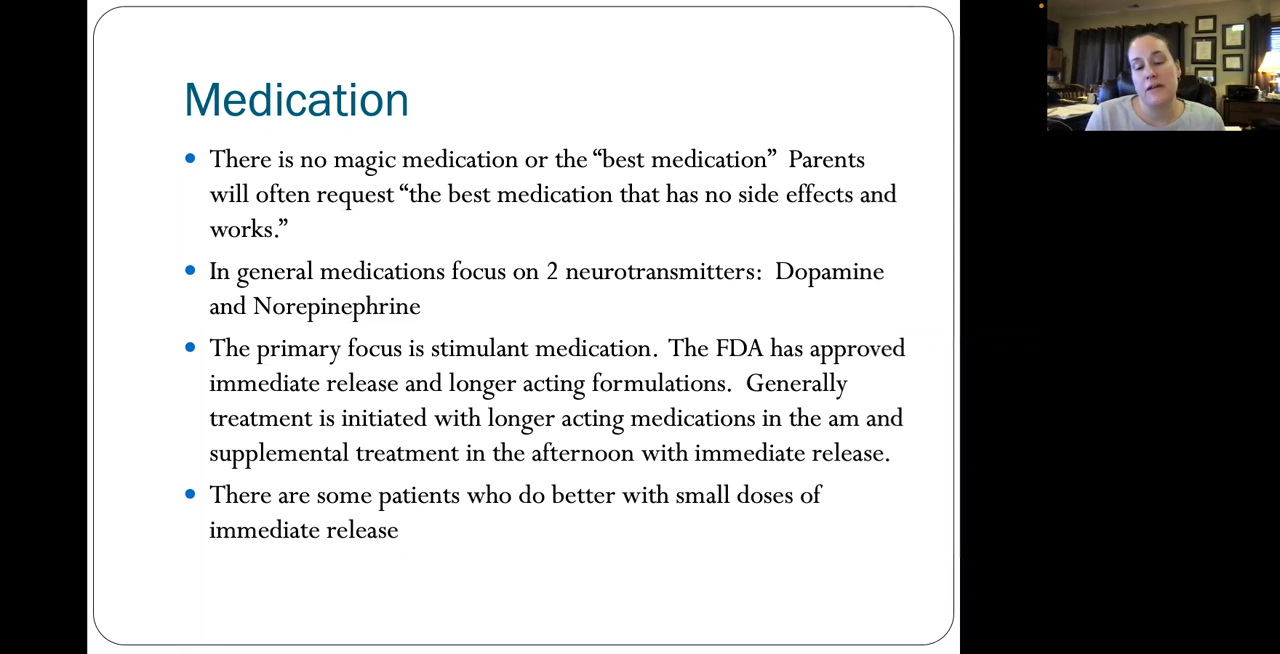 Medication
• There is no magic medication or the “best medication”  Parents
will often request “the best medication that has no side effects and
works.”
• In general medications focus on 2 neurotransmitters:  Dopamine
and Norepinephrine
• The primary focus is stimulant medication.  The FDA has approved
immediate release and longer acting formulations.  Generally
treatment is initiated with longer acting medications in the am and
supplemental treatment in the afternoon with immediate release.
• There are some patients who do better with small doses of
immediate release